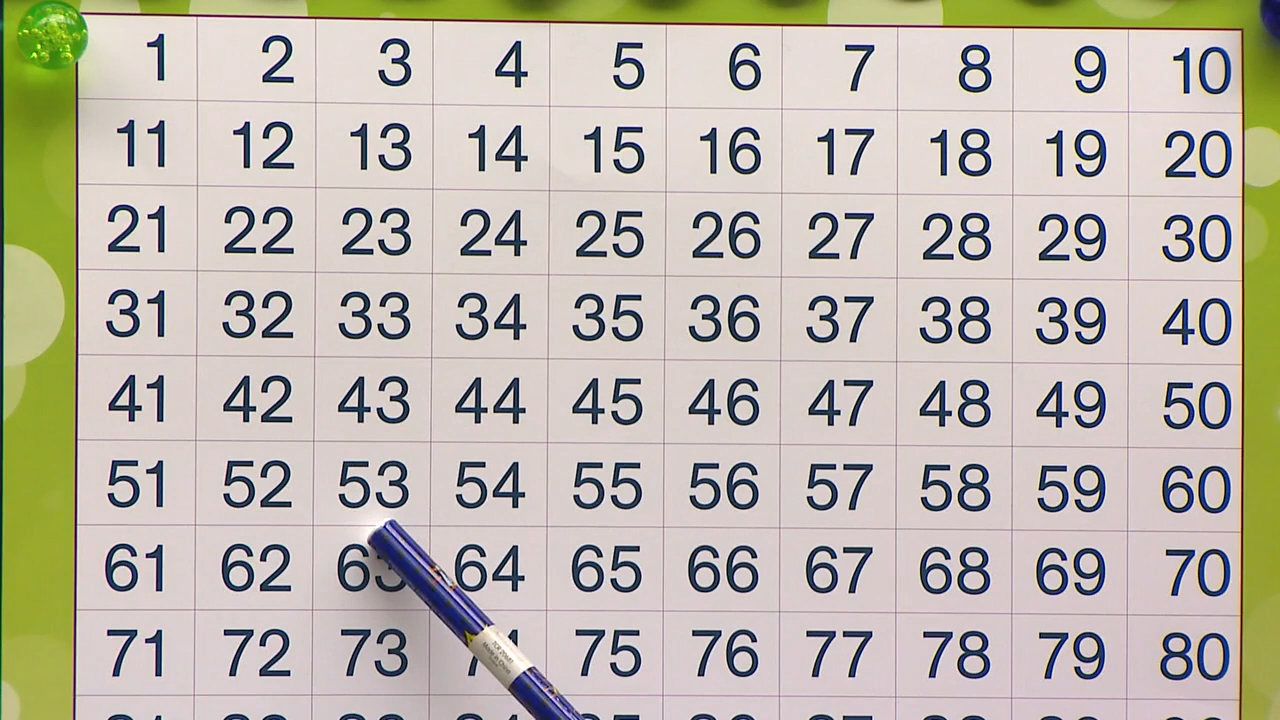 1 2 3 4 5 6 7 8 9 10
11 12 13 14 15 16 17 18 19 20
21 22 23 24 25 26 27 28 29 30
31 32 33 34 35 36 37 38 39 40
41 42 43 44 45 46 47 48 49 50
51 52 53 54 55 56 57 58 59 60
61 62 63 64 65 66 67 68 69 70
71 72 73 75 76 77 78 79 80